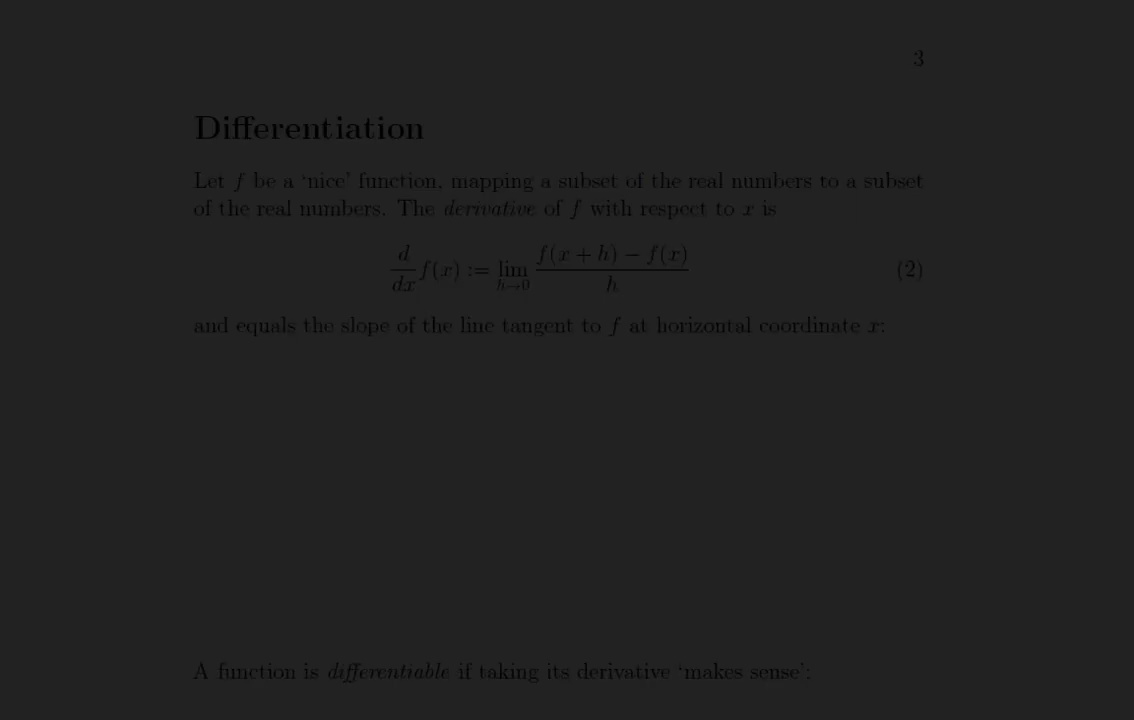 3
Differentiation
Let f be a ‘nice’ function, mapping a subset of the real numbers to a subset
of the real numbers. The derivative of f with respect to x is
d/dx f(x) := lim h→0 f(x + h) − f(x) / h (2)
and equals the slope of the line tangent to f at horizontal coordinate x:
A function is differentiable if taking its derivative ‘makes sense’: